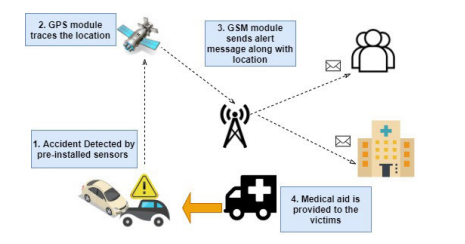 2. GPS module
traces the location
3. GSM module
sends alert
message along with
location
1. Accident Detected by
pre-installed sensors
4. Medical aid is
provided to the
victims